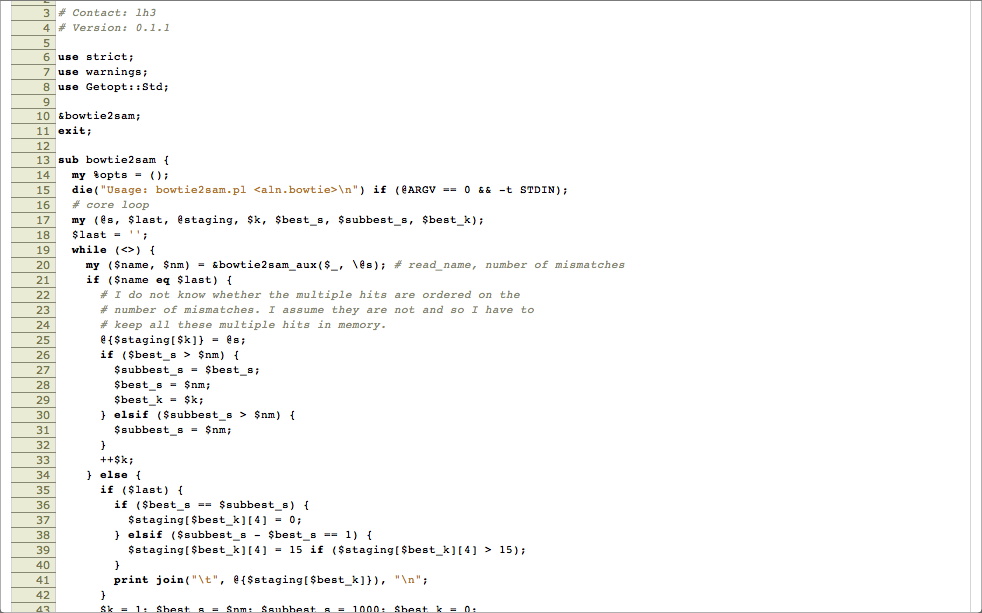 3 # Contact: lh3
4 # Version: 0.1.1
5
6 use strict;
7 use warnings;
8 use Getopt::Std;
9
10 &bowtie2sam;
11 exit;
12
13 sub bowtie2sam {
14 my %opts = ();
15 die("Usage: bowtie2sam.pl <aln.bowtie>\n") if (@ARGV == 0 && -t STDIN);
16 # core loop
17 my (@s, $last, @staging, $k, $best_s, $subbest_s, $best_k);
18 $last = '';
19 while (<>) {
20 my ($name, $nm) = &bowtie2sam_aux($_, \@s); # read_name, number of mismatches
21 if ($name eq $last) {
22 # I do not know whether the multiple hits are ordered on the
23 # number of mismatches. I assume they are not and so I have to
24 # keep all these multiple hits in memory.
25 @{$staging[$k]} = @s;
26 if ($best_s > $nm) {
27 $subbest_s = $best_s;
28 $best_s = $nm;
29 $best_k = $k;
30 } elsif ($subbest_s > $nm) {
31 $subbest_s = $nm;
32 }
33 ++$k;
34 } else {
35 if ($last) {
36 if ($best_s == $subbest_s) {
37 $staging[$best_k][4] = 0;
38 } elsif ($subbest_s - $best_s == 1) {
39 $staging[$best_k][4] = 15 if ($staging[$best_k][4] > 15);
40 }
41 print join("\t", @{$staging[$best_k]}), "\n";
42 }
43 $k = 1; $best_s = $nm; $subbest_s = 1000; $best_k = 0;